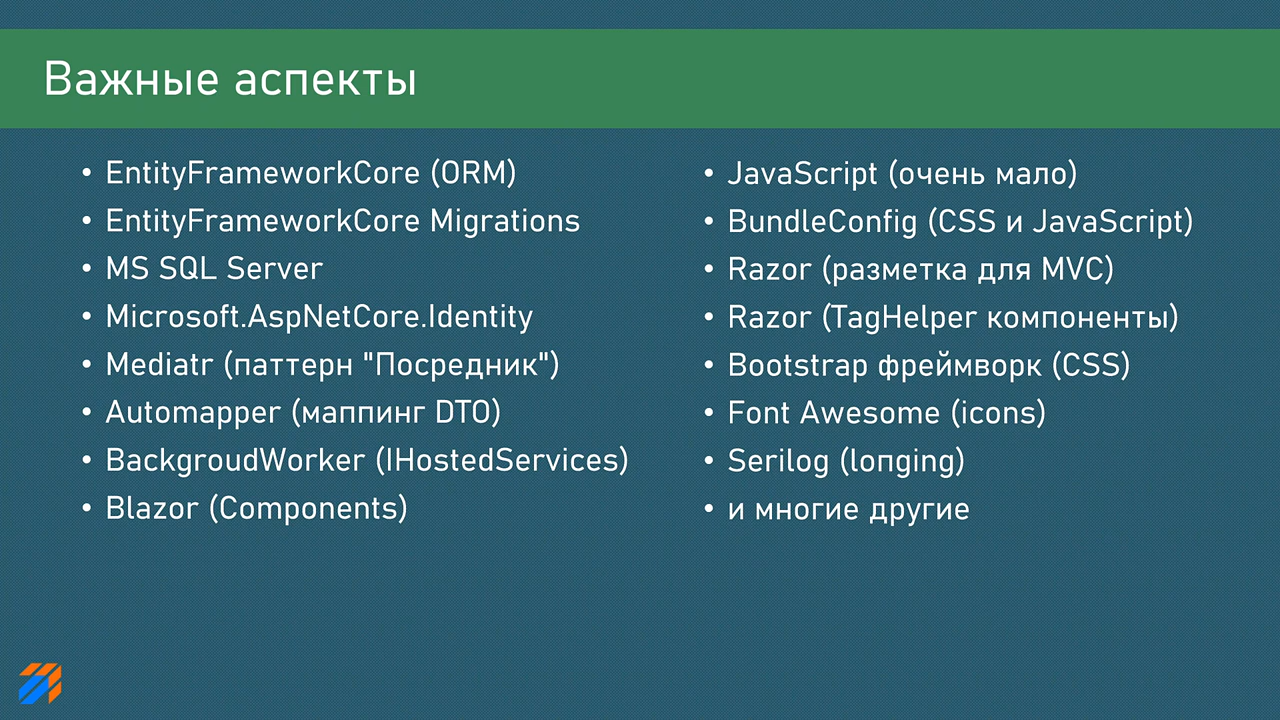 Важные аспекты
• EntityFrameworkCore (ORM)
• EntityFrameworkCore Migrations
• MS SQL Server
• Microsoft.AspNetCore.Identity
• Mediatr (паттерн "Посредник")
• Automapper (маппинг DTO)
• BackgroudWorker (IHostedServices)
• Blazor (Components)
• JavaScript (очень мало)
• BundleConfig (CSS и JavaScript)
• Razor (разметка для MVC)
• Razor (TagHelper компоненты)
• Bootstrap фреймворк (CSS)
• Font Awesome (icons)
• Serilog (loпging)
• и многие другие